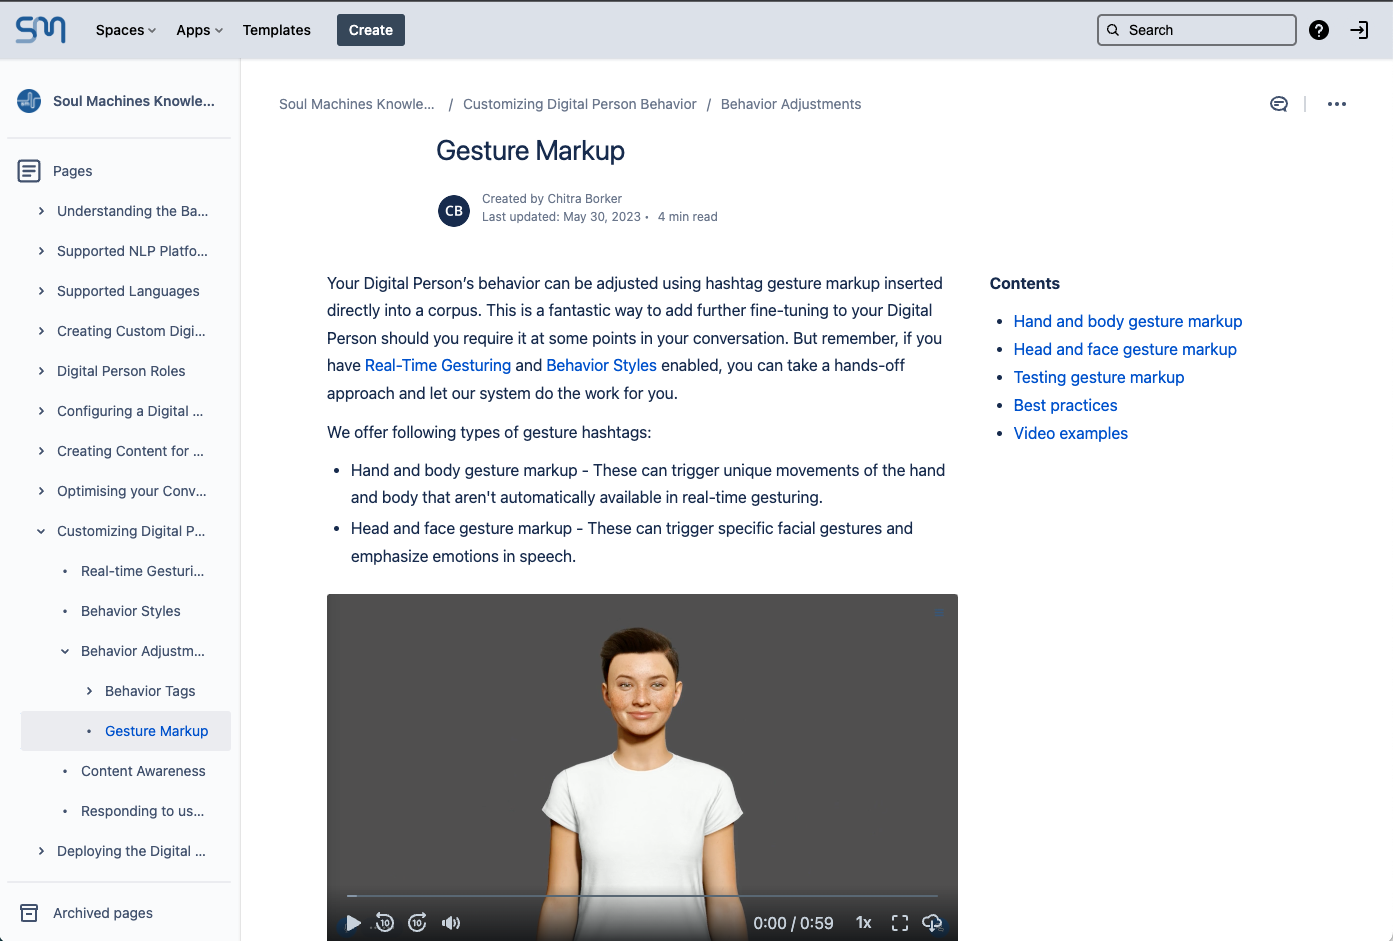 SM
Spaces
Apps
Templates
Create
Search
Soul Machines Knowle...
Pages
Understanding the Ba...
Supported NLP Platfo...
Supported Languages
Creating Custom Digi...
Digital Person Roles
Configuring a Digital ...
Creating Content for ...
Optimising your Conv...
Customizing Digital P...
Real-time Gesturi...
Behavior Styles
Behavior Adjustm...
Behavior Tags
Gesture Markup
Content Awareness
Responding to us...
Deploying the Digital ...
Archived pages
Soul Machines Knowle... / Customizing Digital Person Behavior / Behavior Adjustments
Gesture Markup
CB
Created by Chitra Borker
Last updated: May 30, 2023 • 4 min read
Your Digital Person’s behavior can be adjusted using hashtag gesture markup inserted
directly into a corpus. This is a fantastic way to add further fine-tuning to your Digital
Person should you require it at some points in your conversation. But remember, if you
have Real-Time Gesturing and Behavior Styles enabled, you can take a hands-off
approach and let our system do the work for you.
We offer following types of gesture hashtags:
• Hand and body gesture markup - These can trigger unique movements of the hand
and body that aren't automatically available in real-time gesturing.
• Head and face gesture markup - These can trigger specific facial gestures and
emphasize emotions in speech.
10
10
0:00 / 0:59
1x
Contents
• Hand and body gesture markup
• Head and face gesture markup
• Testing gesture markup
• Best practices
• Video examples